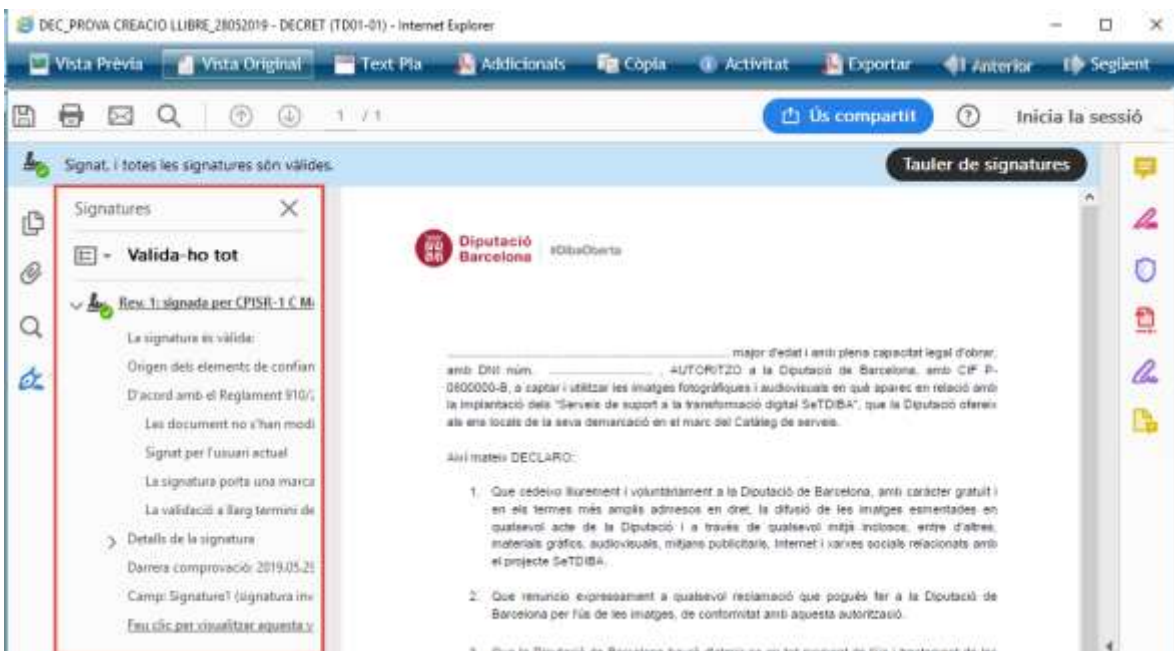 DEC_PROVA CREACIO LLIBRE_28052019 - DECRET (TD01-01) - Internet Explorer
Vista Prèvia Vista Original Text Pla Addicionals Còpia Activitat Exportar Anterior Següent
1 / 1 Ús compartit Inicia la sessió
Signat, i totes les signatures són vàlides.
Tauler de signatures
Signatures
Valida-ho tot
Rev. 1: signada per CPISR-1 C M
La signatura és vàlida:
Origen dels elements de confian
D'acord amb el Reglament 910/2
Les document no s'han modi
Signat per l'usuari actual
La signatura porta una marca
La validació a llarg termini de
Detalls de la signatura
Darrera comprovació: 2019.05.29
Camp: Signature1 (signatura inv
Feu clic per visualitzar aquesta v
Diputació
Barcelona
#DibaOberta
major d'edat i amb plena capacitat legal d'obrar,
amb DNI núm. , AUTORITZO a la Diputació de Barcelona, amb CIF P-
0800000-B, a captar i utilitzar les imatges fotogràfiques i audiovisuals en què aparec en relació amb
la implantació dels "Serveis de suport a la transformació digital SeTDIBA", que la Diputació ofereix
als ens locals de la seva demarcació en el marc del Catàleg de serveis.
Així mateix DECLARO:
1. Que cedeixo lliurement i voluntàriament a la Diputació de Barcelona, amb caràcter gratuït i
en els termes més amplis admesos en dret, la difusió de les imatges esmentades en
qualsevol acte de la Diputació i a través de qualsevol mitjà inclosos, entre d'altres,
materials gràfics, audiovisuals, mitjans publicitaris, Internet i xarxes socials relacionats amb
el projecte SeTDIBA.
2. Que renuncio expressament a qualsevol reclamació que pogués fer a la Diputació de
Barcelona per l'ús de les imatges, de conformitat amb aquesta autorització.